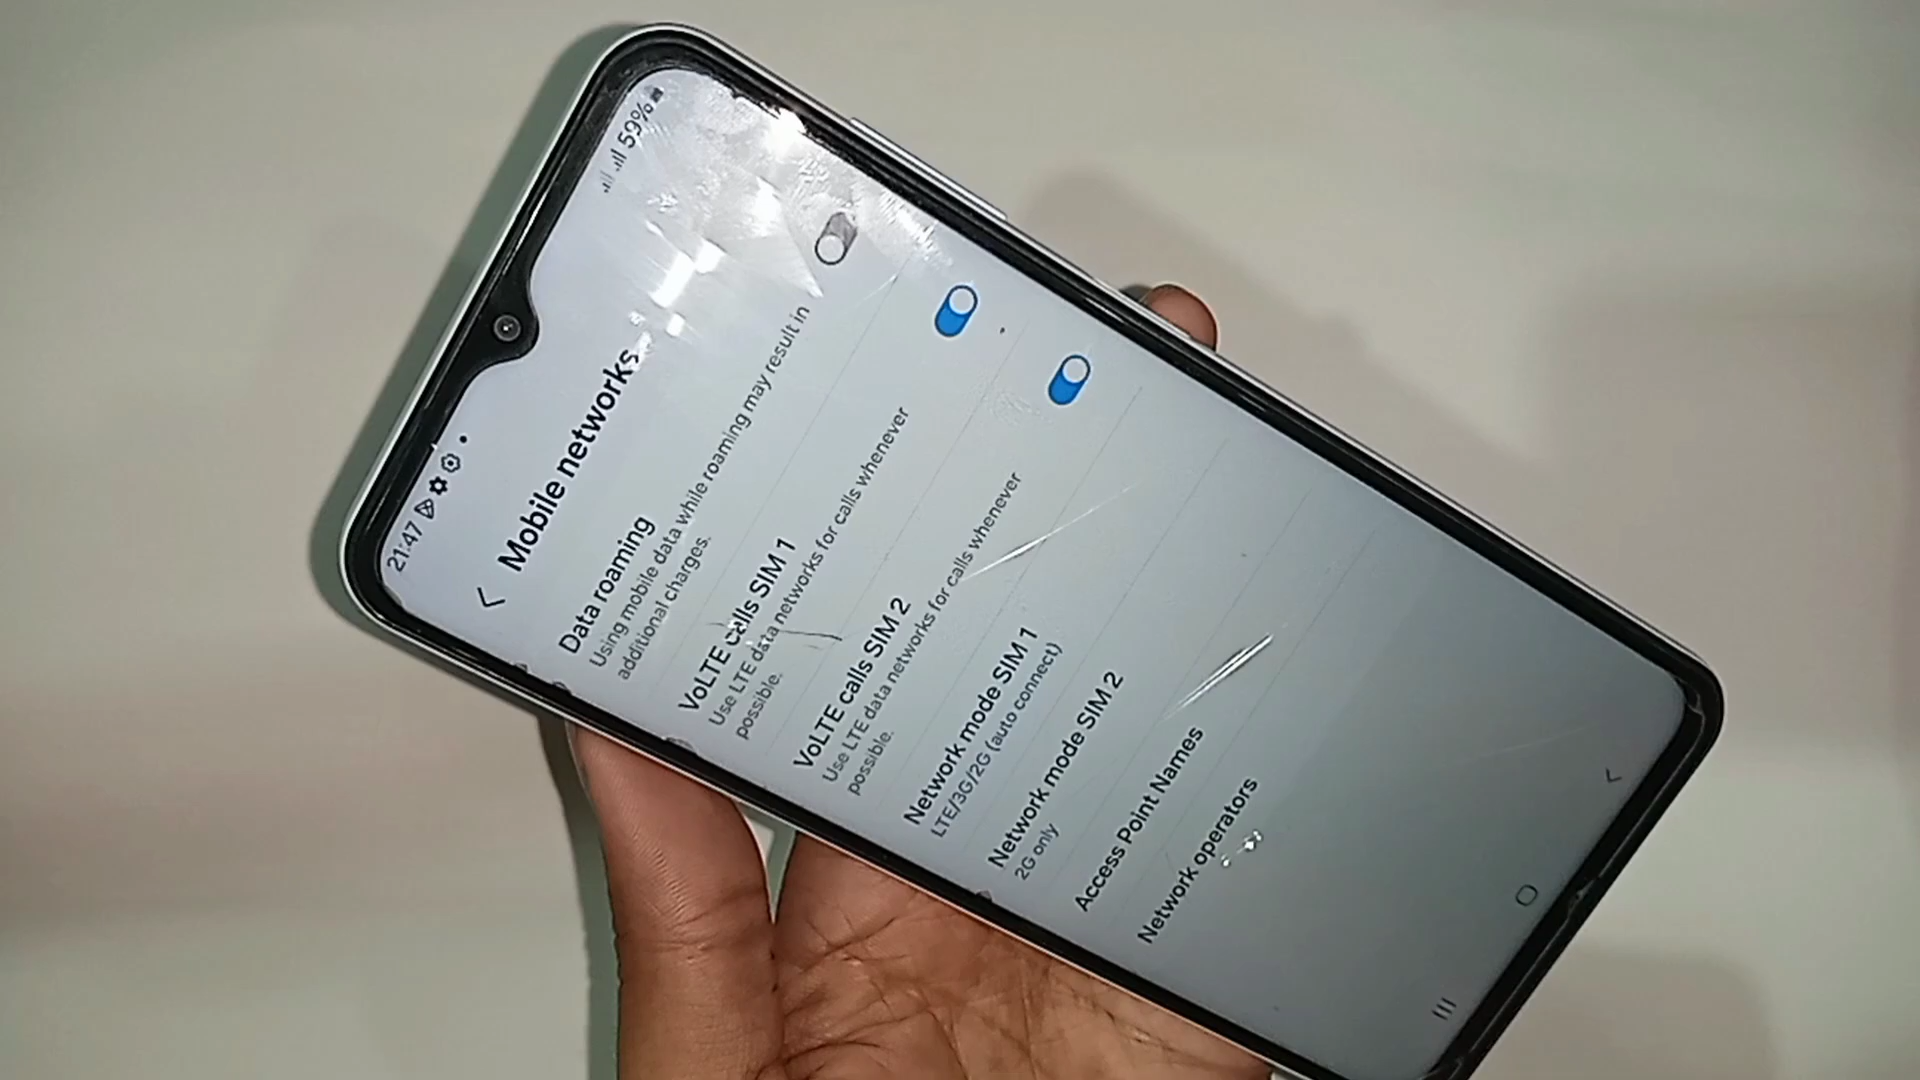 21:47
59%
Mobile networks
Data roaming
Using mobile data while roaming may result in
additional charges.
VoLTE calls SIM 1
Use LTE data networks for calls whenever
possible.
VoLTE calls SIM 2
Use LTE data networks for calls whenever
possible.
Network mode SIM 1
LTE/3G/2G (auto connect)
Network mode SIM 2
2G only
Access Point Names
Network operators